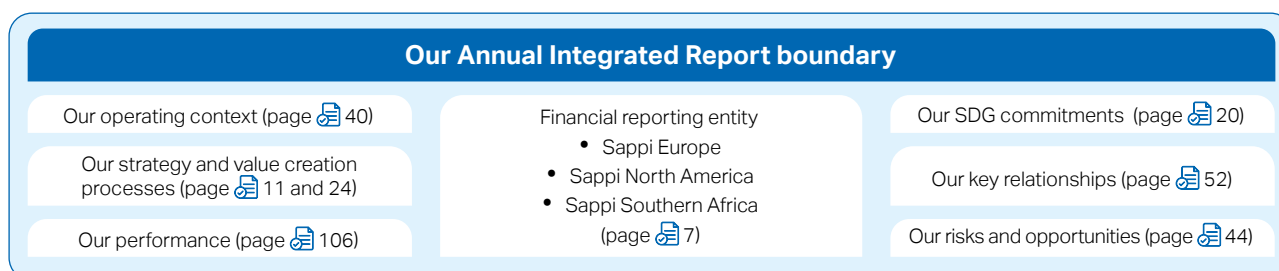 Our Annual Integrated Report boundary
Our operating context (page 40)
Our strategy and value creation
processes (page 11 and 24)
Our performance (page 106)
Financial reporting entity
• Sappi Europe
• Sappi North America
• Sappi Southern Africa
(page 7)
Our SDG commitments (page 20)
Our key relationships (page 52)
Our risks and opportunities (page 44)